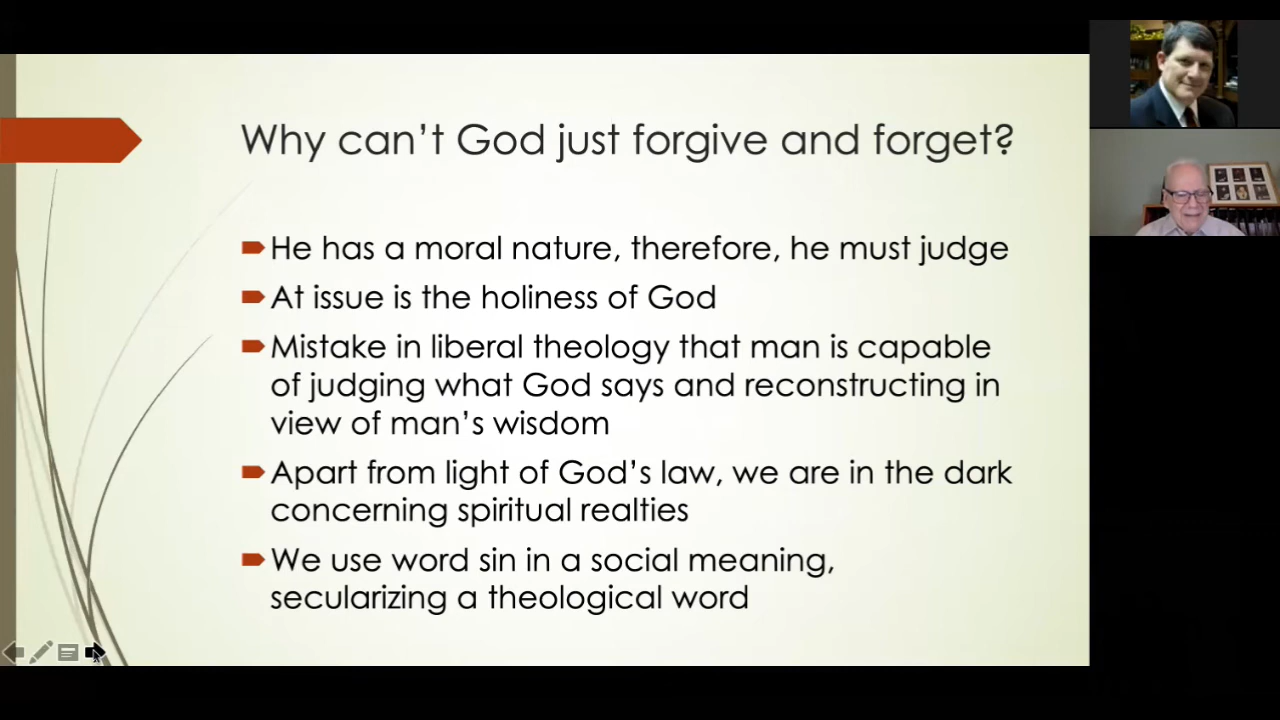 Why can’t God just forgive and forget?
He has a moral nature, therefore, he must judge
At issue is the holiness of God
Mistake in liberal theology that man is capable
of judging what God says and reconstructing in
view of man’s wisdom
Apart from light of God’s law, we are in the dark
concerning spiritual realties
We use word sin in a social meaning,
secularizing a theological word